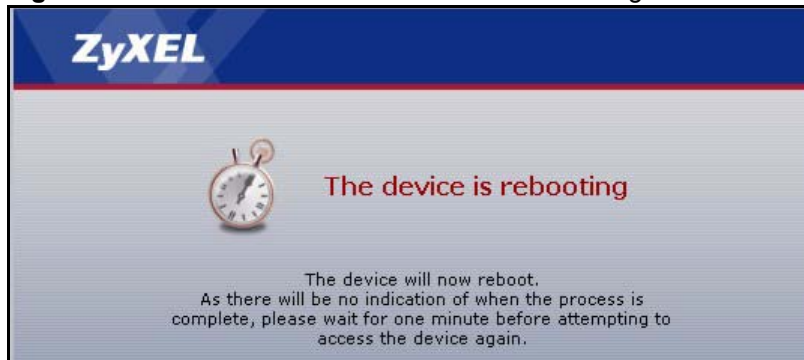 ZyXEL
The device is rebooting
The device will now reboot.
As there will be no indication of when the process is
complete, please wait for one minute before attempting to
access the device again.